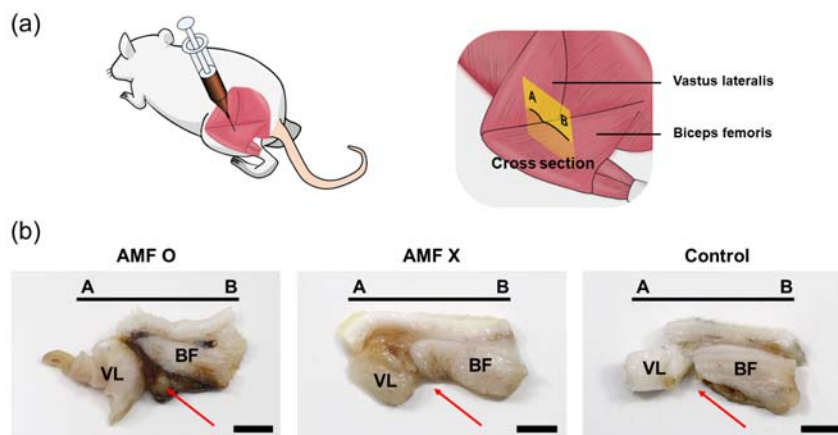 (a)
Vastus lateralis
A
B
Biceps femoris
Cross section
(b)
AMF O
AMF X
Control
A B
A B
A B
VL BF
VL BF
VL BF